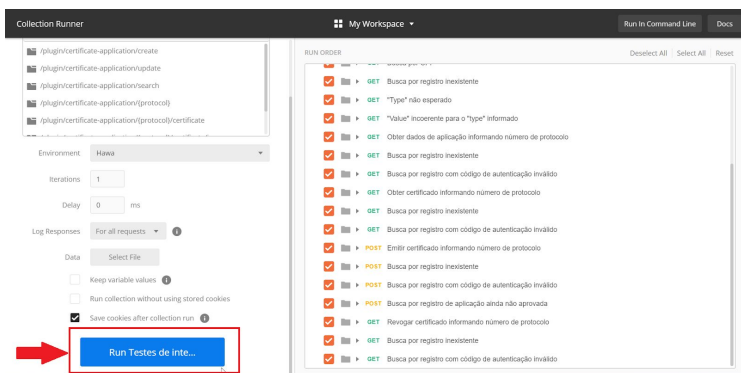 Collection Runner
My Workspace
Run In Command Line
Docs
/plugin/certificate-application/create
/plugin/certificate-application/update
/plugin/certificate-application/search
/plugin/certificate-application/{protocol}
/plugin/certificate-application/{protocol}/certificate
Environment
Hawa
Iterations
1
Delay
0
ms
Log Responses
For all requests
Data
Select File
Keep variable values
Run collection without using stored cookies
Save cookies after collection run
Run Testes de inte...
RUN ORDER
Deselect All
Select All
Reset
GET Busca por registro inexistente
GET "Type" não esperado
GET "Value" incoerente para o "type" informado
GET Obter dados de aplicação informando número de protocolo
GET Busca por registro inexistente
GET Busca por registro com código de autenticação inválido
GET Obter certificado informando número de protocolo
GET Busca por registro inexistente
GET Busca por registro com código de autenticação inválido
POST Emitir certificado informando número de protocolo
POST Busca por registro inexistente
POST Busca por registro com código de autenticação inválido
POST Busca por registro de aplicação ainda não aprovada
GET Revogar certificado informando número de protocolo
GET Busca por registro inexistente
GET Busca por registro com código de autenticação inválido